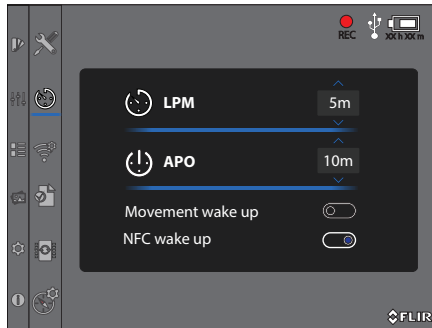 REC
XX h XX m
LPM
5m
APO
10m
Movement wake up
NFC wake up
FLIR